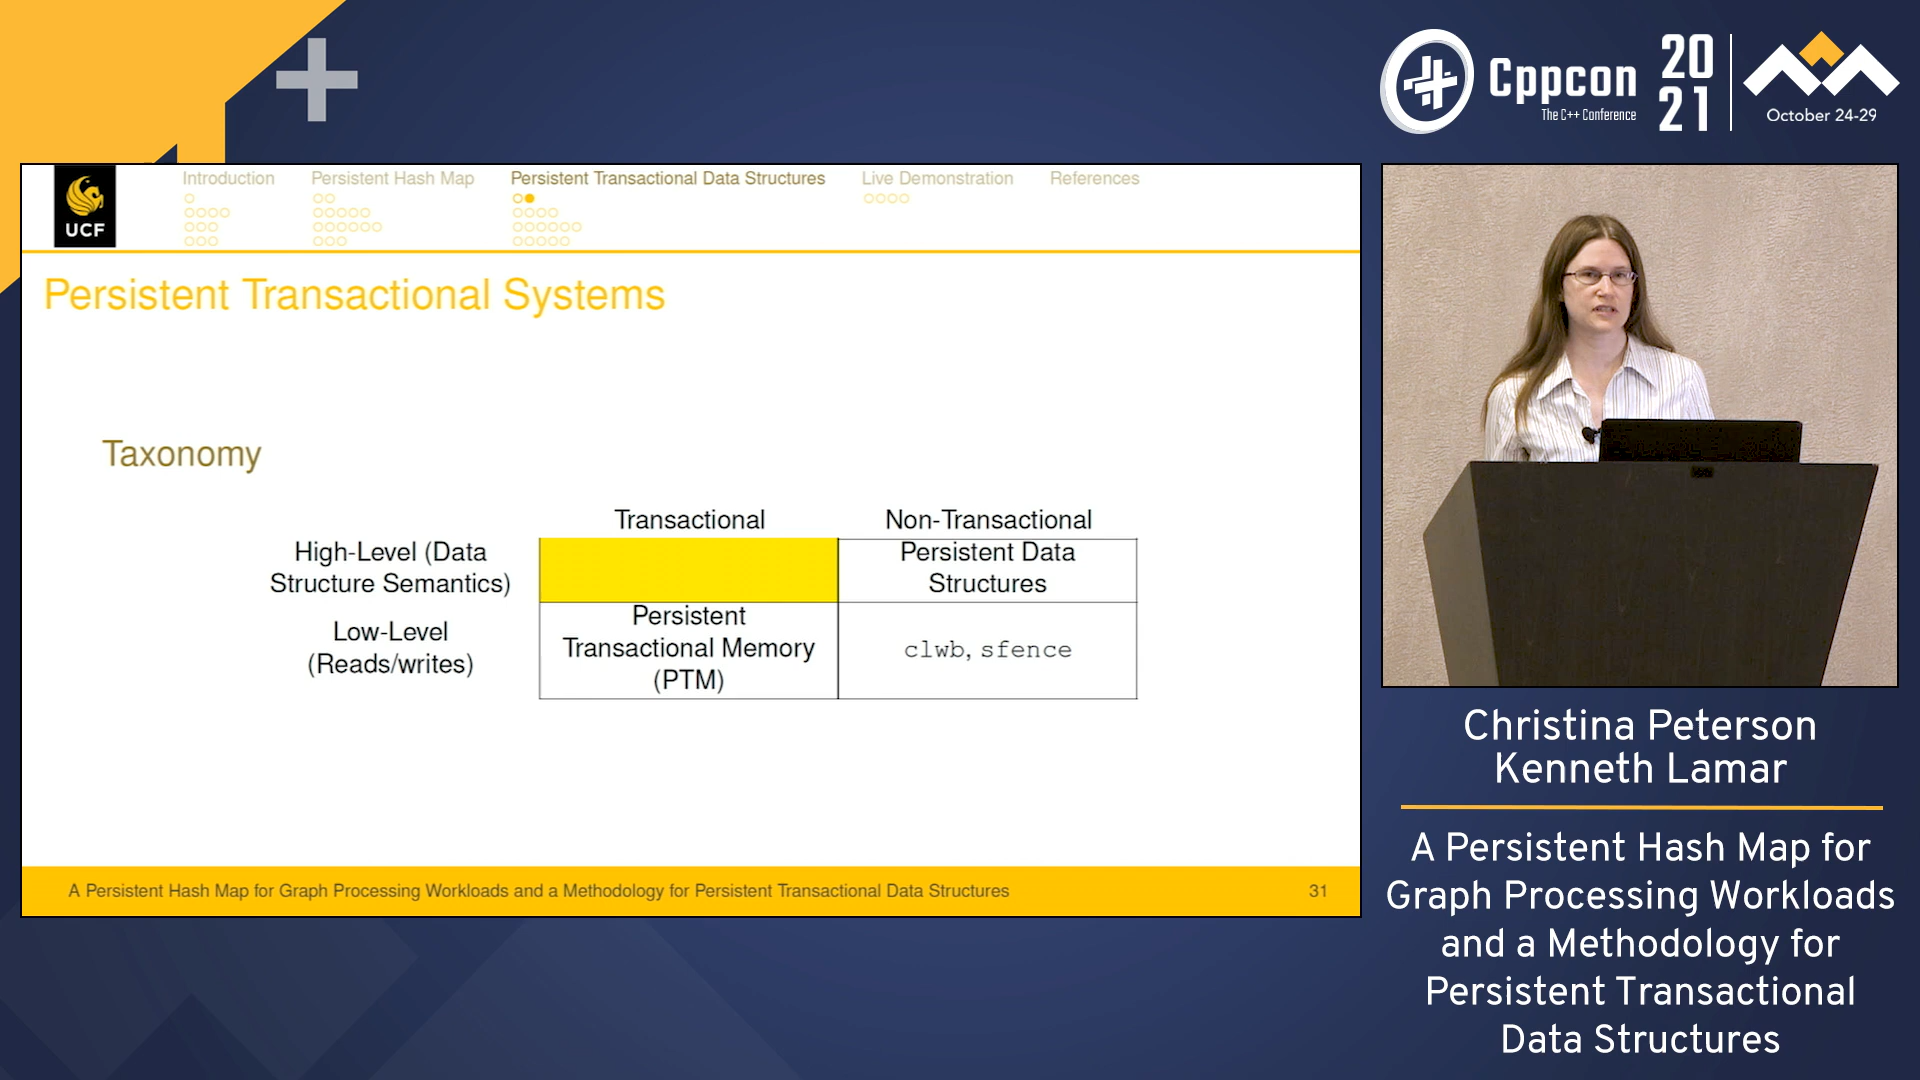 Cppcon
The C++ Conference
20
21
October 24-29
UCF
Introduction
Persistent Hash Map
Persistent Transactional Data Structures
Live Demonstration
References
Persistent Transactional Systems
Taxonomy
Transactional
Non-Transactional
High-Level (Data
Structure Semantics)
Persistent Data
Structures
Low-Level
(Reads/writes)
Persistent
Transactional Memory
(PTM)
clwb, sfence
A Persistent Hash Map for Graph Processing Workloads and a Methodology for Persistent Transactional Data Structures
31
Christina Peterson
Kenneth Lamar
A Persistent Hash Map for
Graph Processing Workloads
and a Methodology for
Persistent Transactional
Data Structures